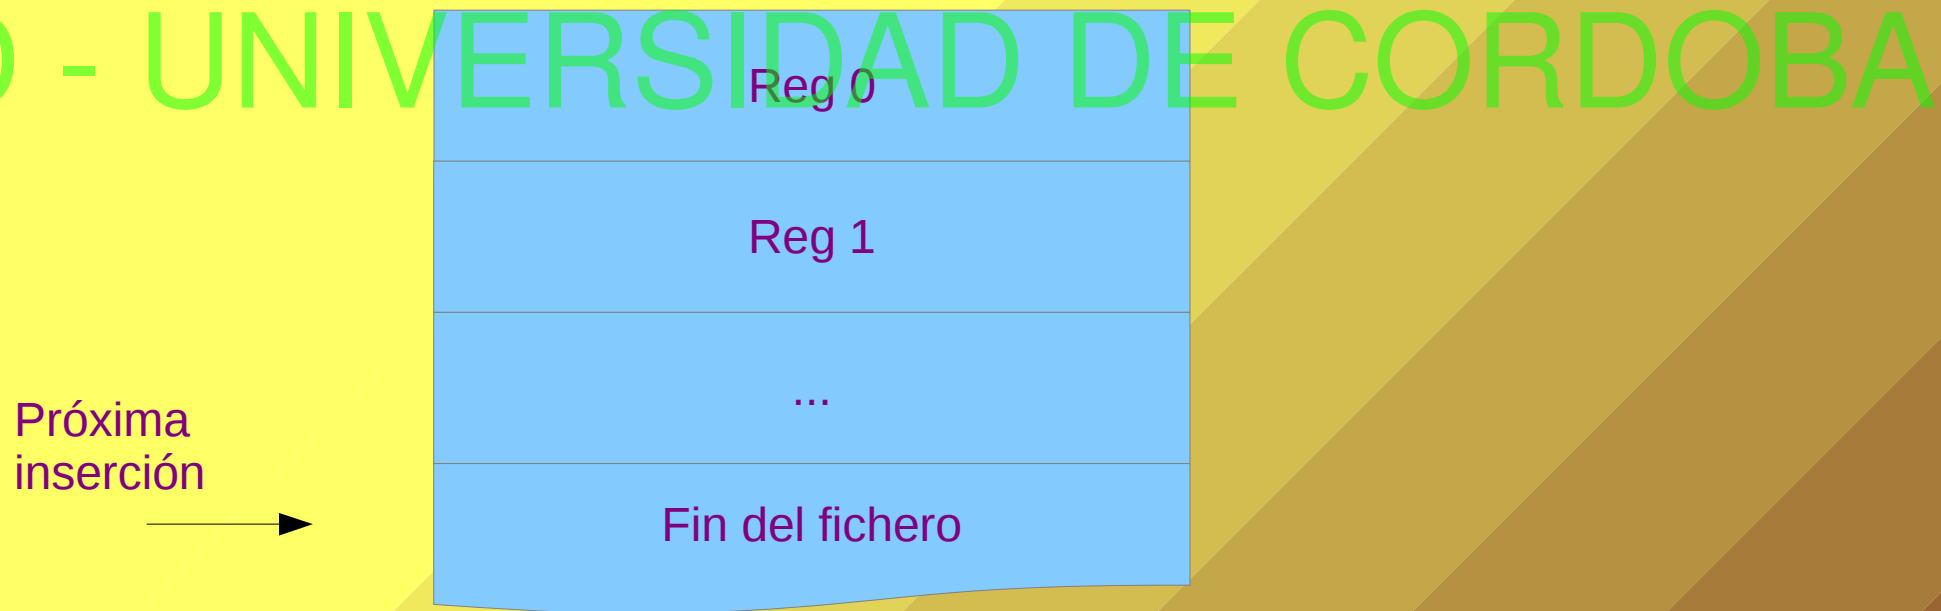 - UNIVERSIDAD DE CORDOBA
Reg 0
Reg 1
...
Próxima
inserción
Fin del fichero